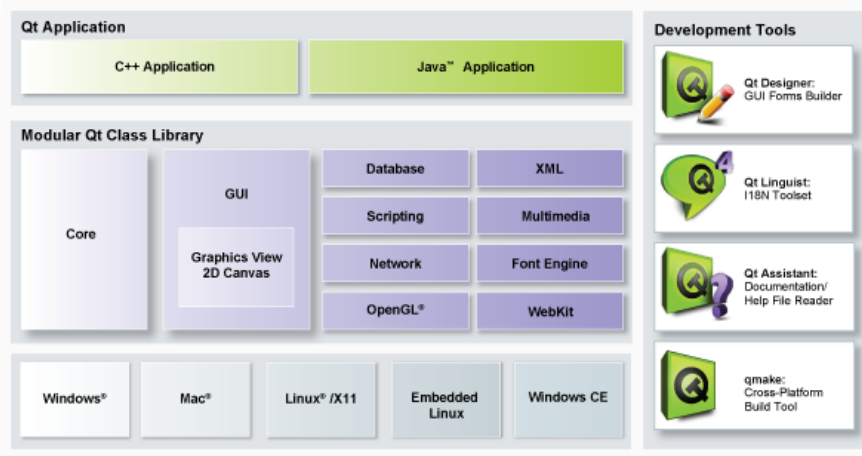 Qt Application
C++ Application
Java™ Application
Modular Qt Class Library
Core
GUI
Graphics View
2D Canvas
Database
XML
Scripting
Multimedia
Network
Font Engine
OpenGL®
WebKit
Windows®
Mac®
Linux® /X11
Embedded
Linux
Windows CE
Development Tools
Qt Designer:
GUI Forms Builder
4
Qt Linguist:
I18N Toolset
?
Qt Assistant:
Documentation/
Help File Reader
qmake:
Cross-Platform
Build Tool